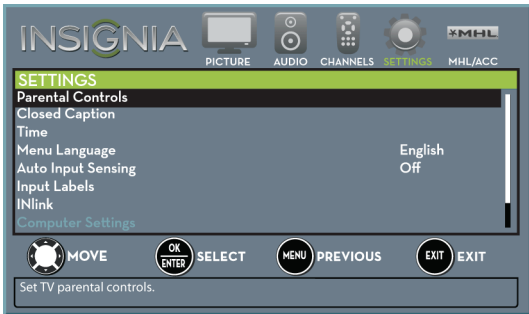 INSIGNIA
PICTURE AUDIO CHANNELS SETTINGS MHL MHL/ACC
SETTINGS
Parental Controls
Closed Caption
Time
Menu Language English
Auto Input Sensing Off
Input Labels
INlink
Computer Settings
MOVE OK ENTER SELECT MENU PREVIOUS EXIT EXIT
Set TV parental controls.